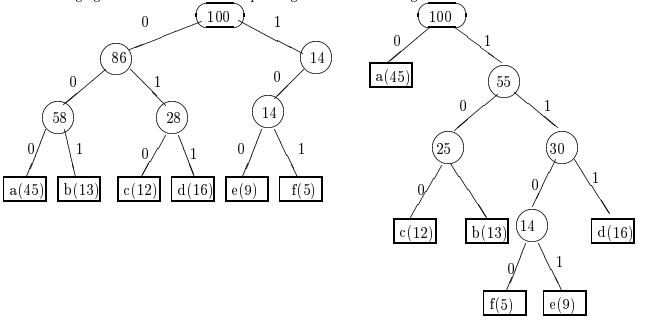 100 100
0 1 0 1
86 14 a(45) 55
0 1 0 0 1
58 28 14 25 30
0 1 0 1 0 1 0 0 1
a(45) b(13) c(12) d(16) e(9) f(5) c(12) b(13) 14 d(16)
0 1
f(5) e(9)